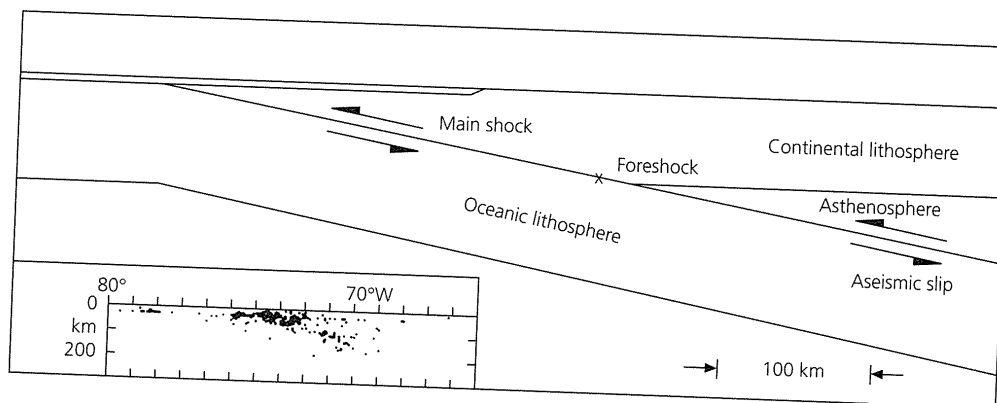 Main shock
Continental lithosphere
Foreshock
Asthenosphere
Oceanic lithosphere
Aseismic slip
100 km
80° 70°W
0
km
200